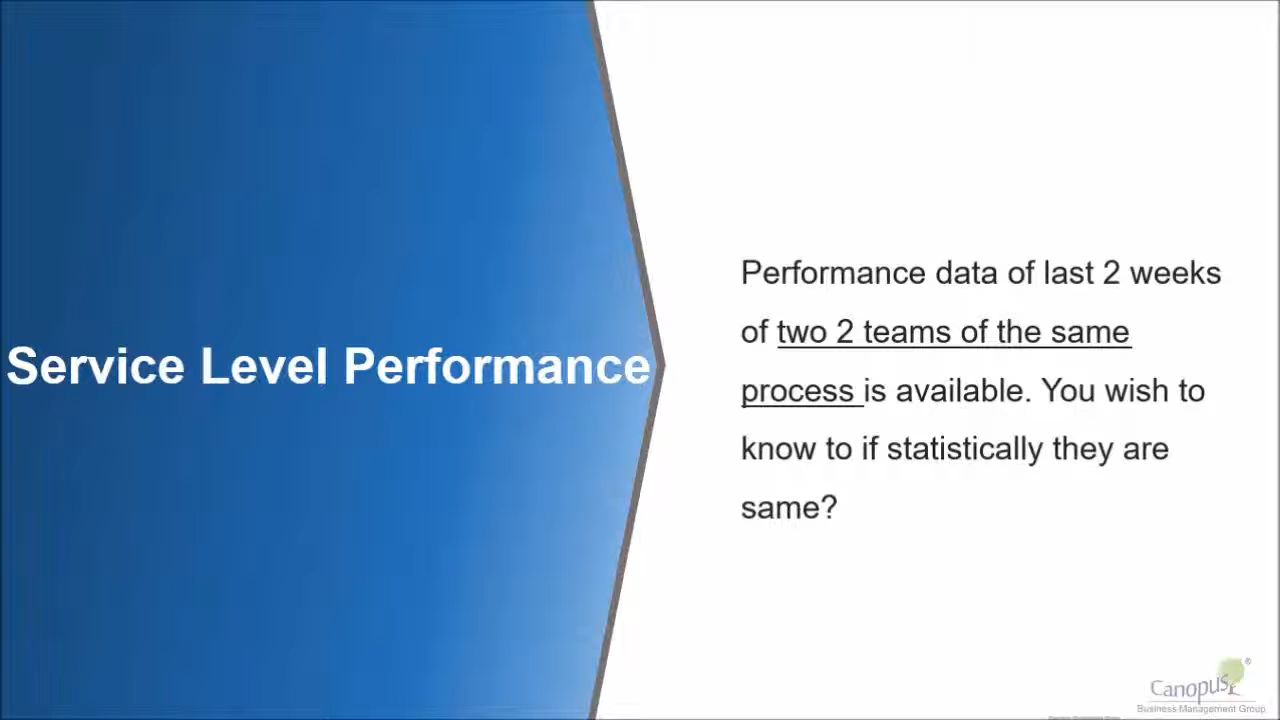 Service Level Performance
Performance data of last 2 weeks
of two 2 teams of the same
process is available. You wish to
know to if statistically they are
same?
Canopus®
Business Management Group